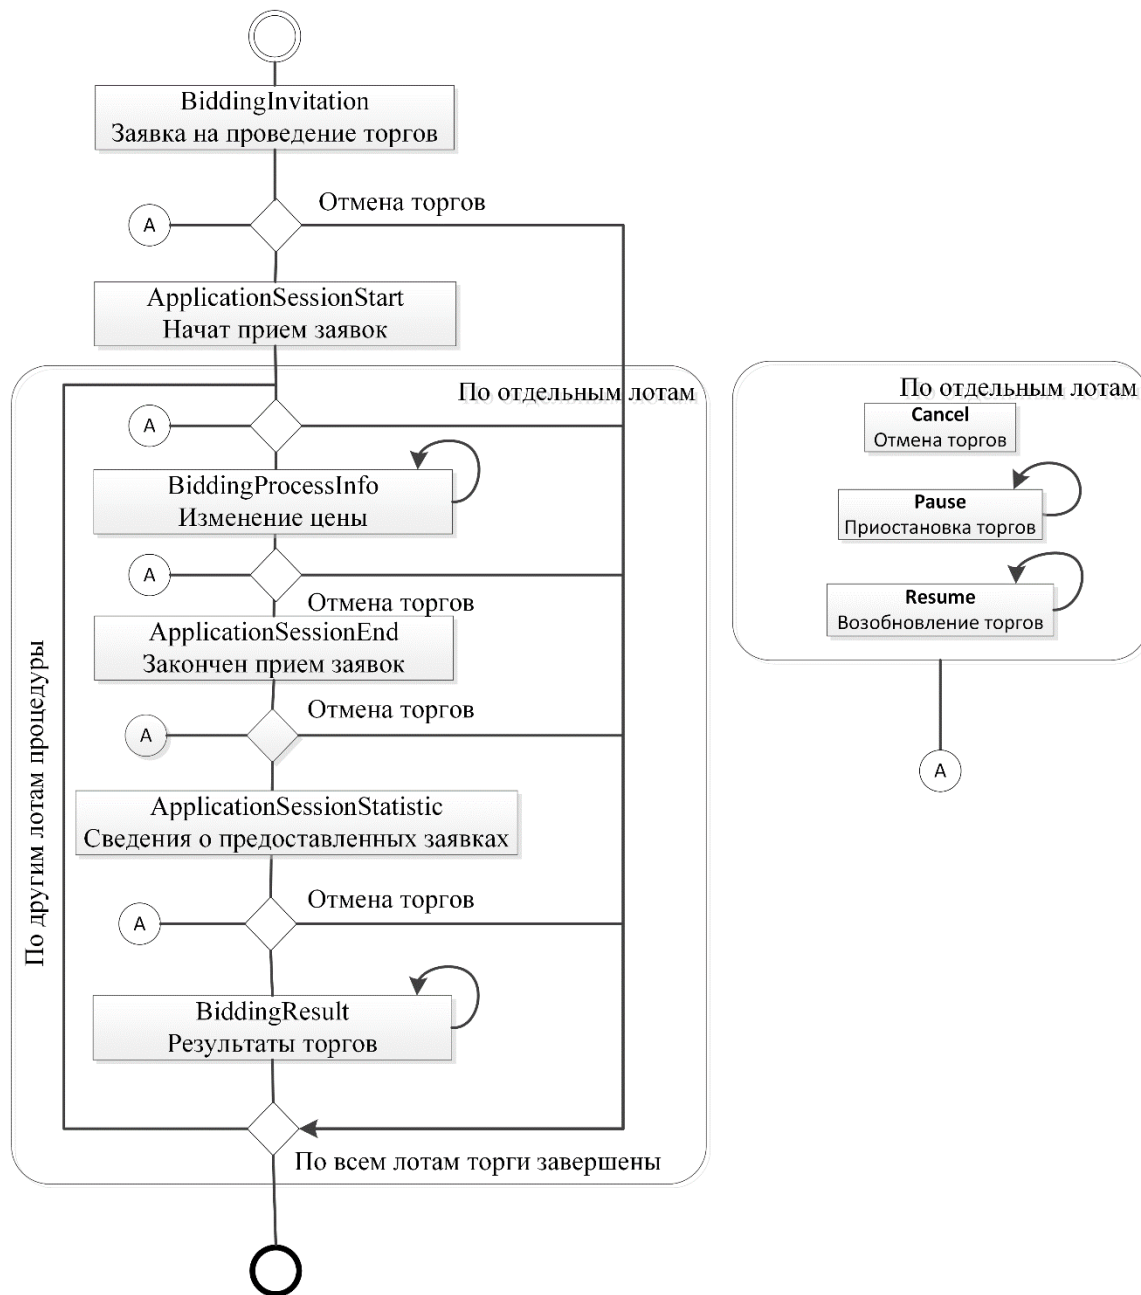 BiddingInvitation
Заявка на проведение торгов
Отмена торгов
A
ApplicationSessionStart
Начат прием заявок
По отдельным лотам
A
BiddingProcessInfo
Изменение цены
A
Отмена торгов
ApplicationSessionEnd
Закончен прием заявок
Отмена торгов
A
ApplicationSessionStatistic
Сведения о предоставленных заявках
Отмена торгов
A
BiddingResult
Результаты торгов
По всем лотам торги завершены
По другим лотам процедуры
По отдельным лотам
Cancel
Отмена торгов
Pause
Приостановка торгов
Resume
Возобновление торгов
A